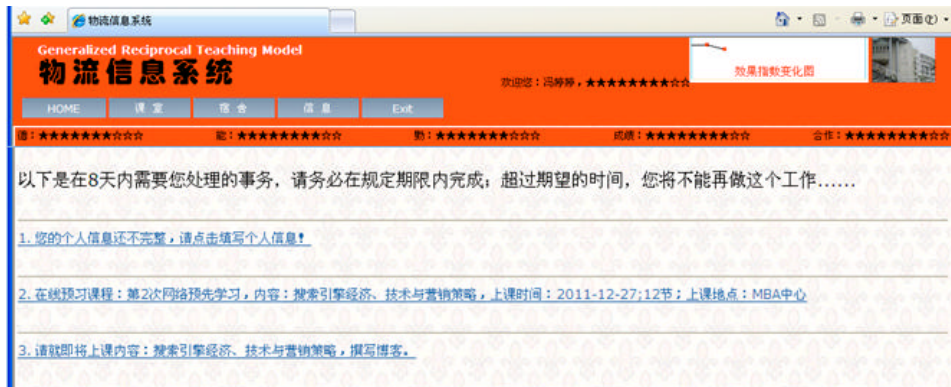 物流信息系统
页面(P)
Generalized Reciprocal Teaching Model
物流信息系统
欢迎您：冯婷婷，★★★★★★★★☆☆
效果指数变化图
HOME 课 室 宿 舍 信 息 Exit
德：★★★★★★★☆☆☆ 能：★★★★★★★★☆☆ 勤：★★★★★★★☆☆☆ 成绩：★★★★★★★★☆☆ 合作：★★★★★★★★☆☆
以下是在8天内需要您处理的事务，请务必在规定期限内完成；超过期望的时间，您将不能再做这个工作……
1. 您的个人信息还不完整，请点击填写个人信息！
2. 在线预习课程：第2次网络预先学习，内容：搜索引擎经济、技术与营销策略，上课时间：2011-12-27;12节；上课地点：MBA中心
3. 请就即将上课内容：搜索引擎经济、技术与营销策略，撰写博客。